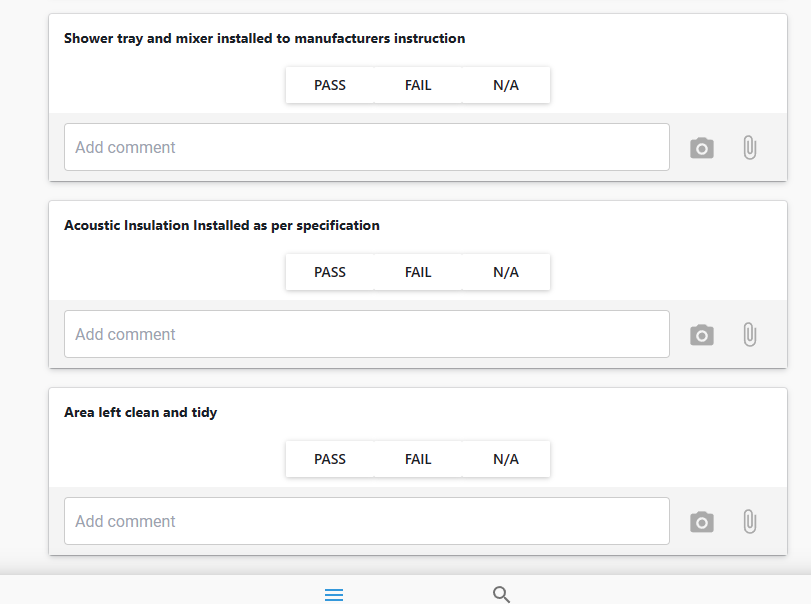 Shower tray and mixer installed to manufacturers instruction
PASS FAIL N/A
Add comment
Acoustic Insulation Installed as per specification
PASS FAIL N/A
Add comment
Area left clean and tidy
PASS FAIL N/A
Add comment